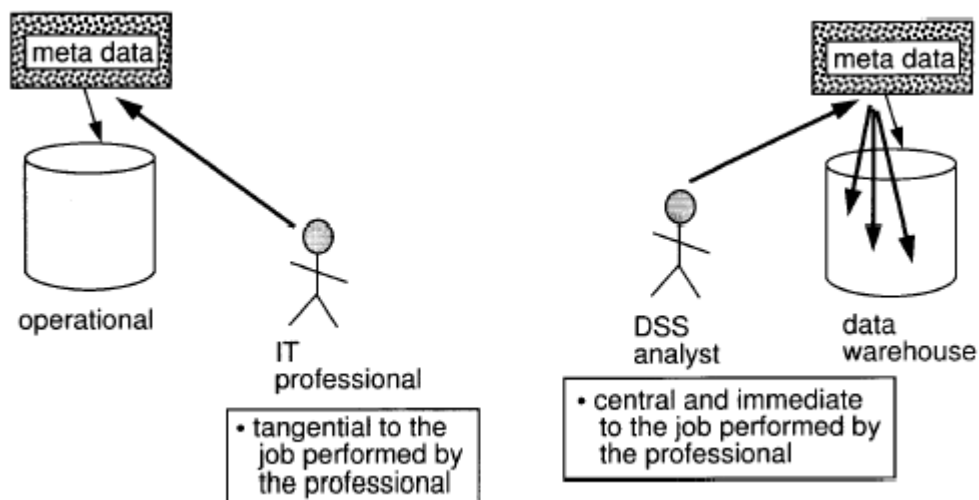 meta data
operational
IT
professional
• tangential to the
job performed by
the professional
meta data
DSS
analyst
data
warehouse
• central and immediate
to the job performed by
the professional